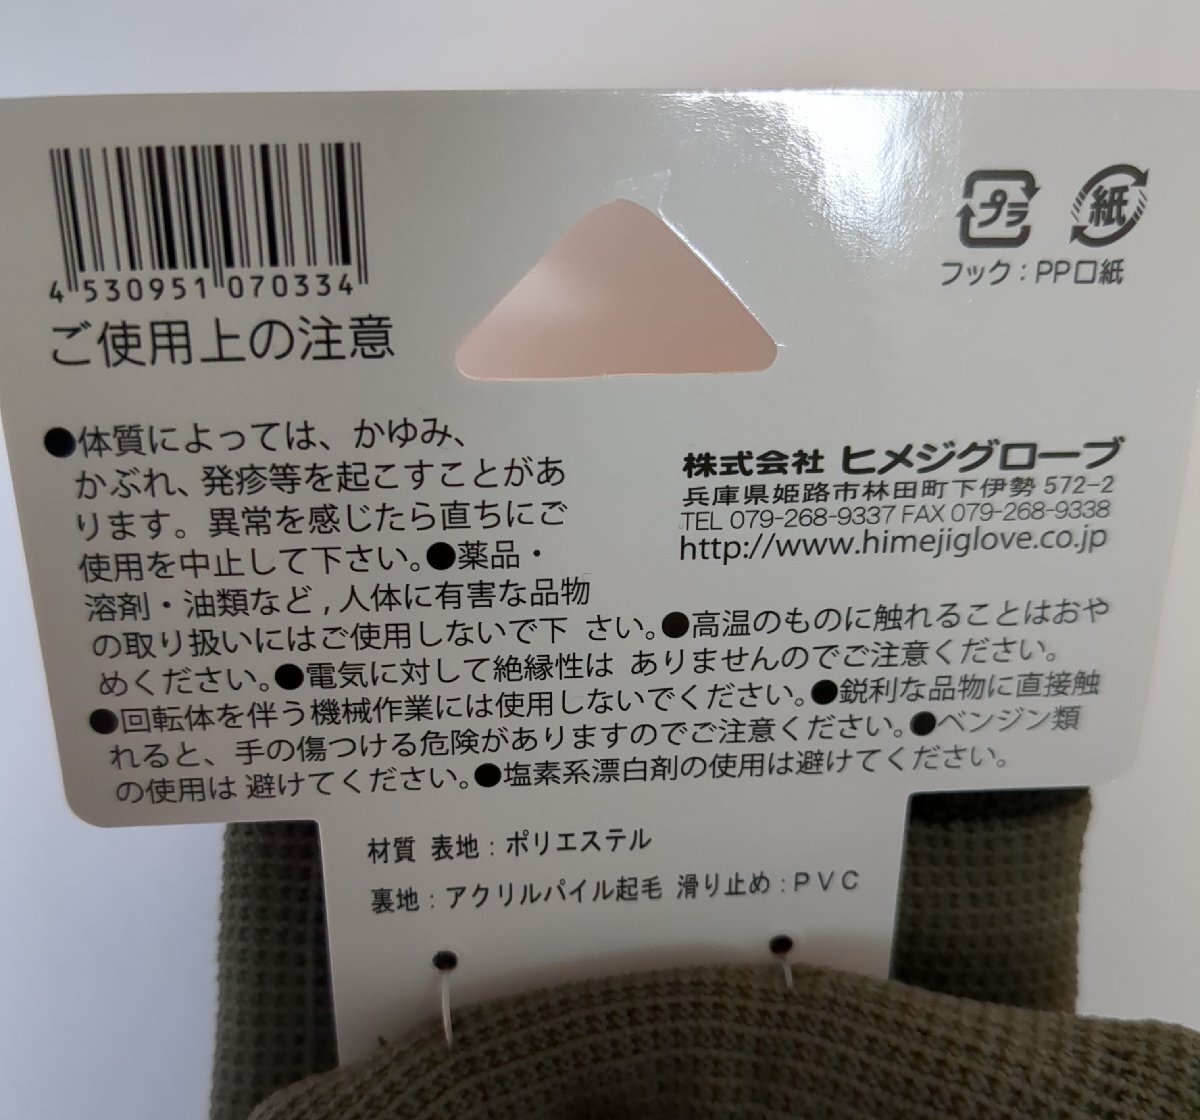 4 530951 070334
プラ 紙
フック：PP口紙
ご使用上の注意
●体質によっては、かゆみ、
かぶれ、発疹等を起こすことがあ
ります。異常を感じたら直ちにご
使用を中止して下さい。●薬品・
溶剤・油類など,人体に有害な品物
の取り扱いにはご使用しないで下 さい。●高温のものに触れることはおや
めください。●電気に対して絶縁性は ありませんのでご注意ください。
●回転体を伴う機械作業には使用しないでください。●鋭利な品物に直接触
れると、手の傷つける危険がありますのでご注意ください。●ベンジン類
の使用は 避けてください。●塩素系漂白剤の使用は避けてください。
株式会社 ヒメジグローブ
兵庫県姫路市林田町下伊勢 572-2
TEL 079-268-9337 FAX 079-268-9338
http://www.himejiglove.co.jp
材質 表地：ポリエステル
裏地：アクリルパイル起毛 滑り止め：PVC